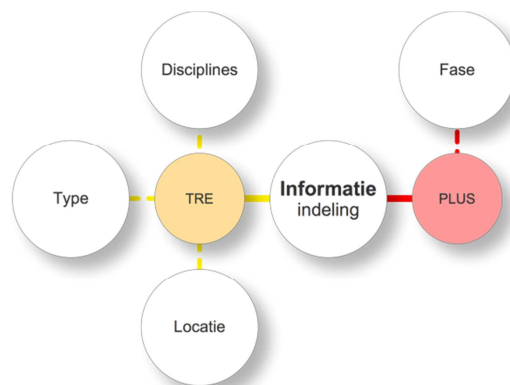 Disciplines
Fase
Type
TRE
Informatie
indeling
PLUS
Locatie